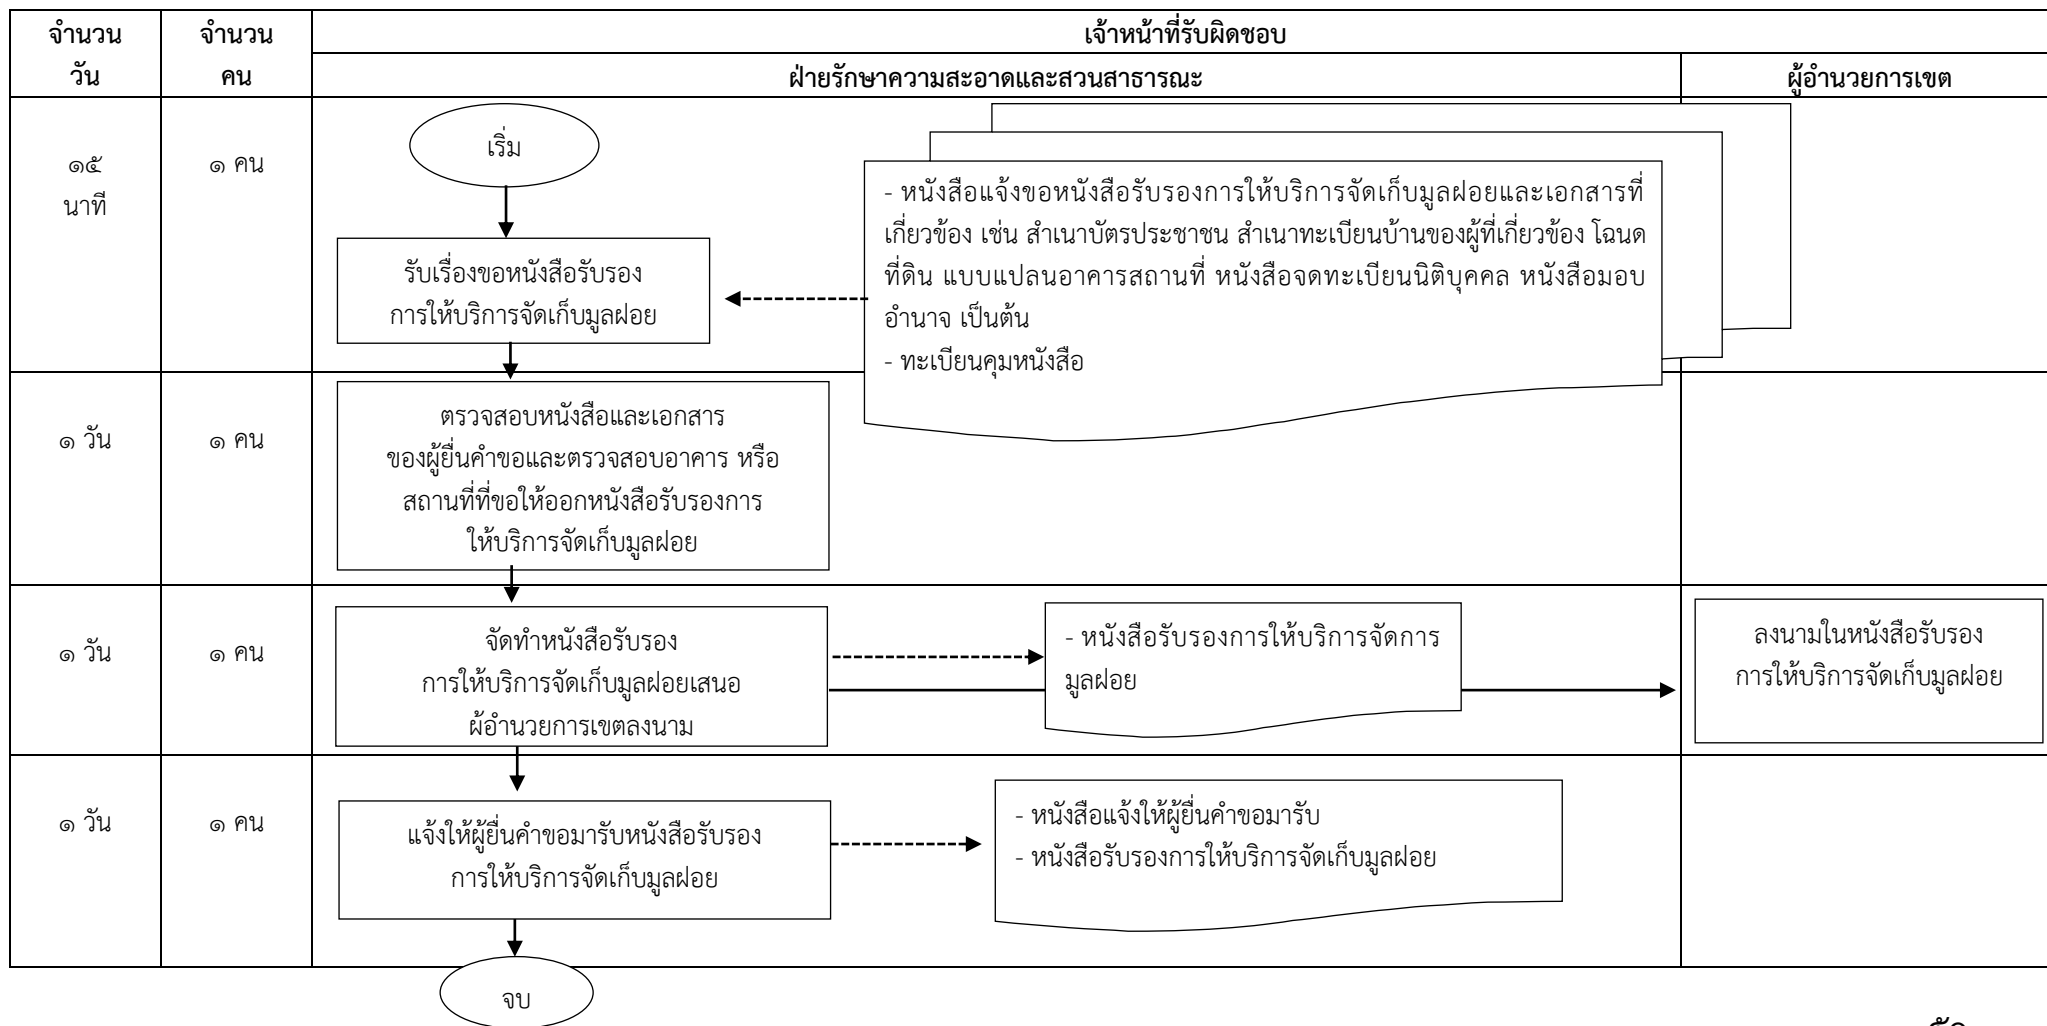 จำนวน
วัน
จำนวน
คน
เจ้าหน้าที่รับผิดชอบ
ฝ่ายรักษาความสะอาดและสวนสาธารณะ
ผู้อำนวยการเขต
๑๕
นาที
๑ คน
เริ่ม
รับเรื่องขอหนังสือรับรอง
การให้บริการจัดเก็บมูลฝอย
- หนังสือแจ้งขอหนังสือรับรองการให้บริการจัดเก็บมูลฝอยและเอกสารที่
เกี่ยวข้อง เช่น สำเนาบัตรประชาชน สำเนาทะเบียนบ้านของผู้ที่เกี่ยวข้อง โฉนด
ที่ดิน แบบแปลนอาคารสถานที่ หนังสือจดทะเบียนนิติบุคคล หนังสือมอบ
อำนาจ เป็นต้น
- ทะเบียนคุมหนังสือ
๑ วัน
๑ คน
ตรวจสอบหนังสือและเอกสาร
ของผู้ยื่นคำขอและตรวจสอบอาคาร หรือ
สถานที่ที่ขอให้ออกหนังสือรับรองการ
ให้บริการจัดเก็บมูลฝอย
๑ วัน
๑ คน
จัดทำหนังสือรับรอง
การให้บริการจัดเก็บมูลฝอยเสนอ
ผู้อำนวยการเขตลงนาม
- หนังสือรับรองการให้บริการจัดการ
มูลฝอย
ลงนามในหนังสือรับรอง
การให้บริการจัดเก็บมูลฝอย
๑ วัน
๑ คน
แจ้งให้ผู้ยื่นคำขอมารับหนังสือรับรอง
การให้บริการจัดเก็บมูลฝอย
- หนังสือแจ้งให้ผู้ยื่นคำขอมารับ
- หนังสือรับรองการให้บริการจัดเก็บมูลฝอย
จบ